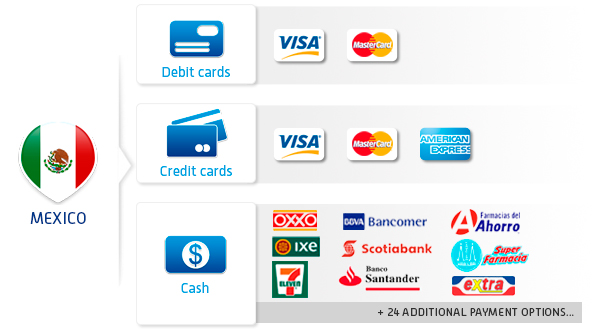 VISA
MasterCard
Debit cards
VISA
MasterCard
AMERICAN
EXPRESS
Credit cards
MEXICO
OXXO
BBVA Bancomer
Farmacias del
Ahorro
iXe
Scotiabank
Super
Farmacia
$
Cash
7
ELEVEN
Banco
Santander
extra
+ 24 ADDITIONAL PAYMENT OPTIONS...